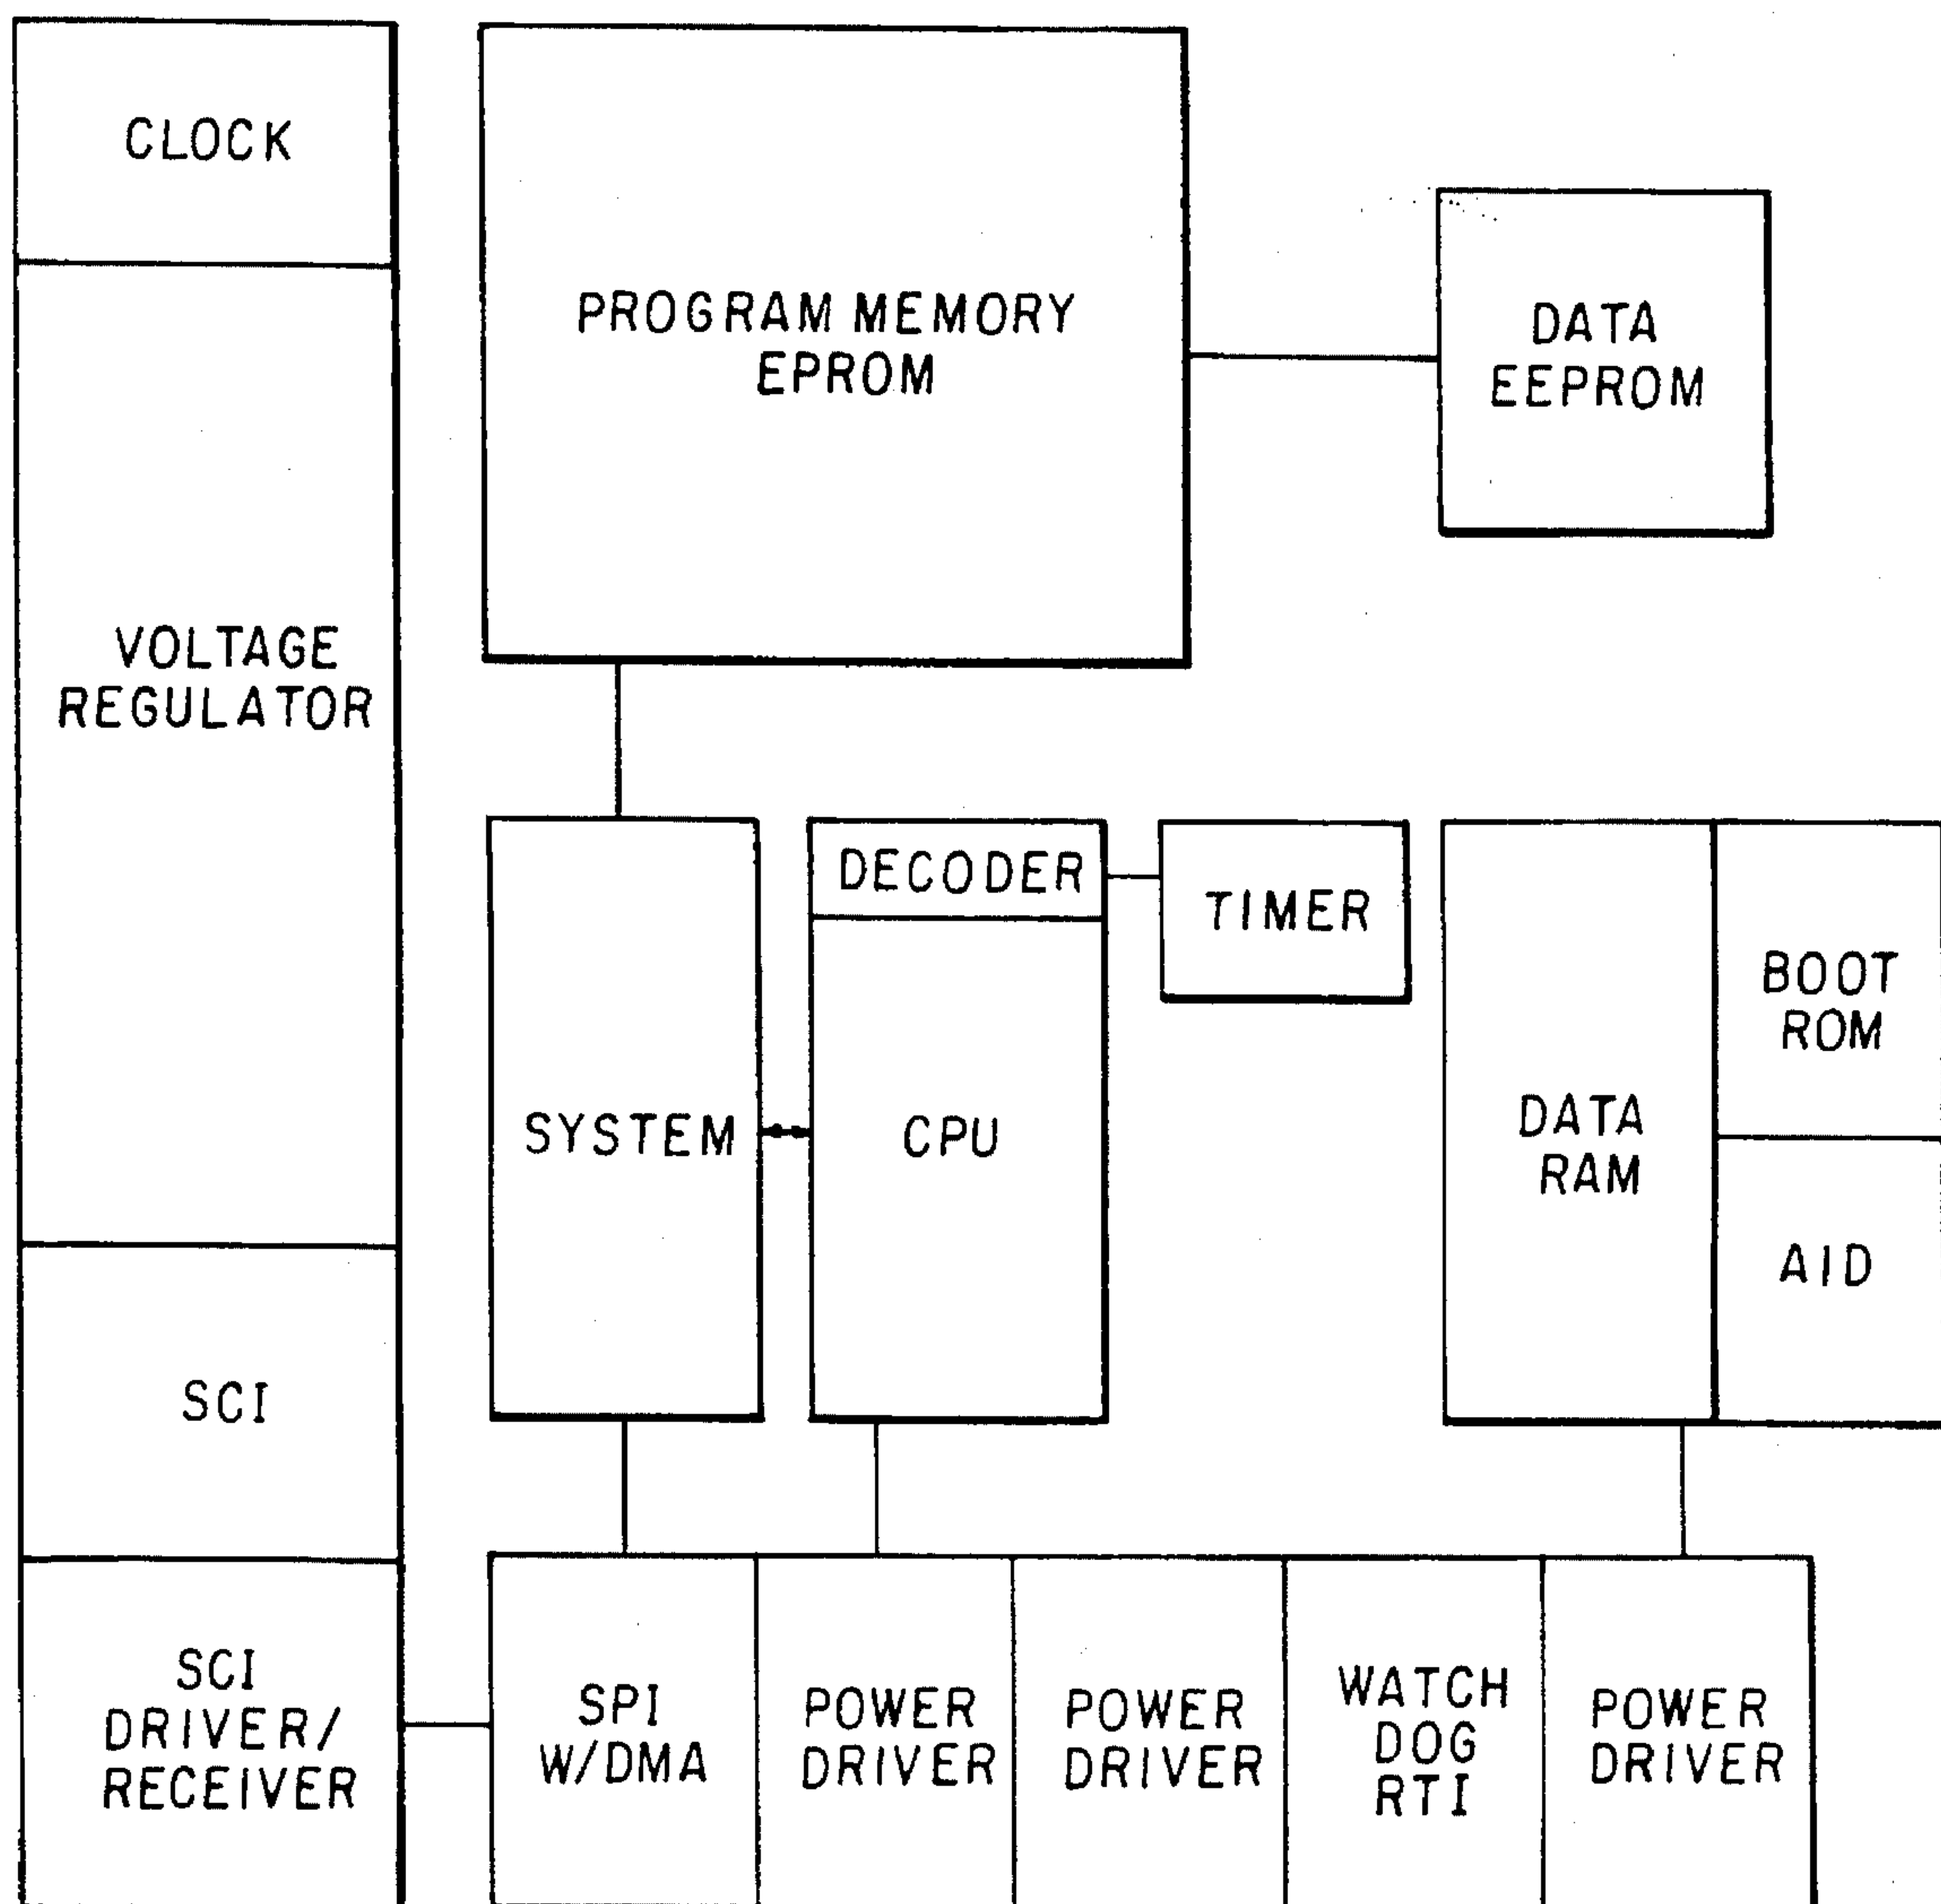 CLOCK
PROGRAM MEMORY
EPROM
DATA
EEPROM
VOLTAGE
REGULATOR
DECODER
TIMER
BOOT
ROM
SYSTEM
CPU
DATA
RAM
AID
SCI
SCI
DRIVER/
RECEIVER
SPI
W/DMA
POWER
DRIVER
POWER
DRIVER
WATCH
DOG
RTI
POWER
DRIVER